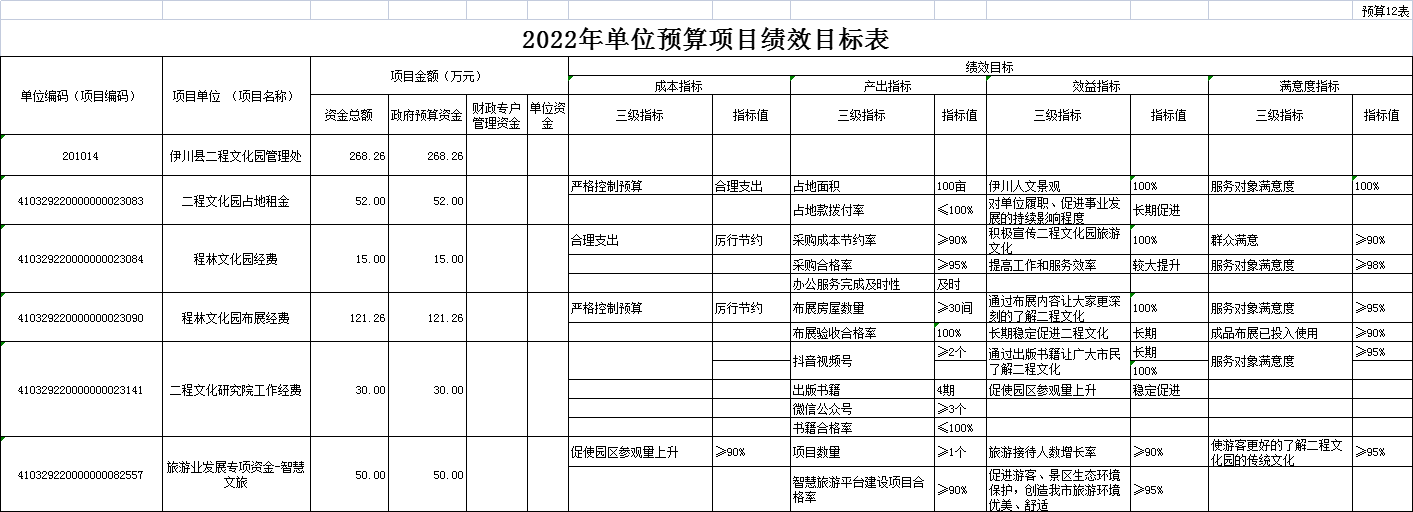 预算12表
2022年单位预算项目绩效目标表
单位编码（项目编码） 项目单位 （项目名称） 项目金额（万元） 绩效目标
成本指标 产出指标 效益指标 满意度指标
资金总额 政府预算资金 财政专户管理资金 单位资金 三级指标 指标值 三级指标 指标值 三级指标 指标值 三级指标 指标值
201014 伊川县二程文化园管理处 268.26 268.26
410329220000000023083 二程文化园占地租金 52.00 52.00
严格控制预算 合理支出 占地面积 100亩 伊川人文景观 100% 服务对象满意度 100%
占地款拨付率 ≤100% 对单位履职、促进事业发展的持续影响程度 长期促进
410329220000000023084 程林文化园经费 15.00 15.00
合理支出 厉行节约 采购成本节约率 ≥90% 积极宣传二程文化园旅游文化 100% 群众满意 ≥90%
采购合格率 ≥95% 提高工作和服务效率 较大提升 服务对象满意度 ≥98%
办公服务完成及时性 及时
410329220000000023090 程林文化园布展经费 121.26 121.26
严格控制预算 厉行节约 布展房屋数量 ≥30间 通过布展内容让大家更深刻的了解二程文化 100% 服务对象满意度 ≥95%
布展验收合格率 100% 长期稳定促进二程文化 长期 成品布展已投入使用 ≥90%
410329220000000023141 二程文化研究院工作经费 30.00 30.00
抖音视频号 ≥2个 通过出版书籍让广大市民了解二程文化 长期 服务对象满意度 ≥95%
100%
出版书籍 4期 促使园区参观量上升 稳定促进
微信公众号 ≥3个
书籍合格率 ≤100%
410329220000000082557 旅游业发展专项资金-智慧文旅 50.00 50.00
促使园区参观量上升 ≥90% 项目数量 ≥1个 旅游接待人数增长率 ≥90% 使游客更好的了解二程文化园的传统文化 ≥95%
智慧旅游平台建设项目合格率 ≥90% 促进游客、景区生态环境保护，创造我市旅游环境优美、舒适 ≥95%